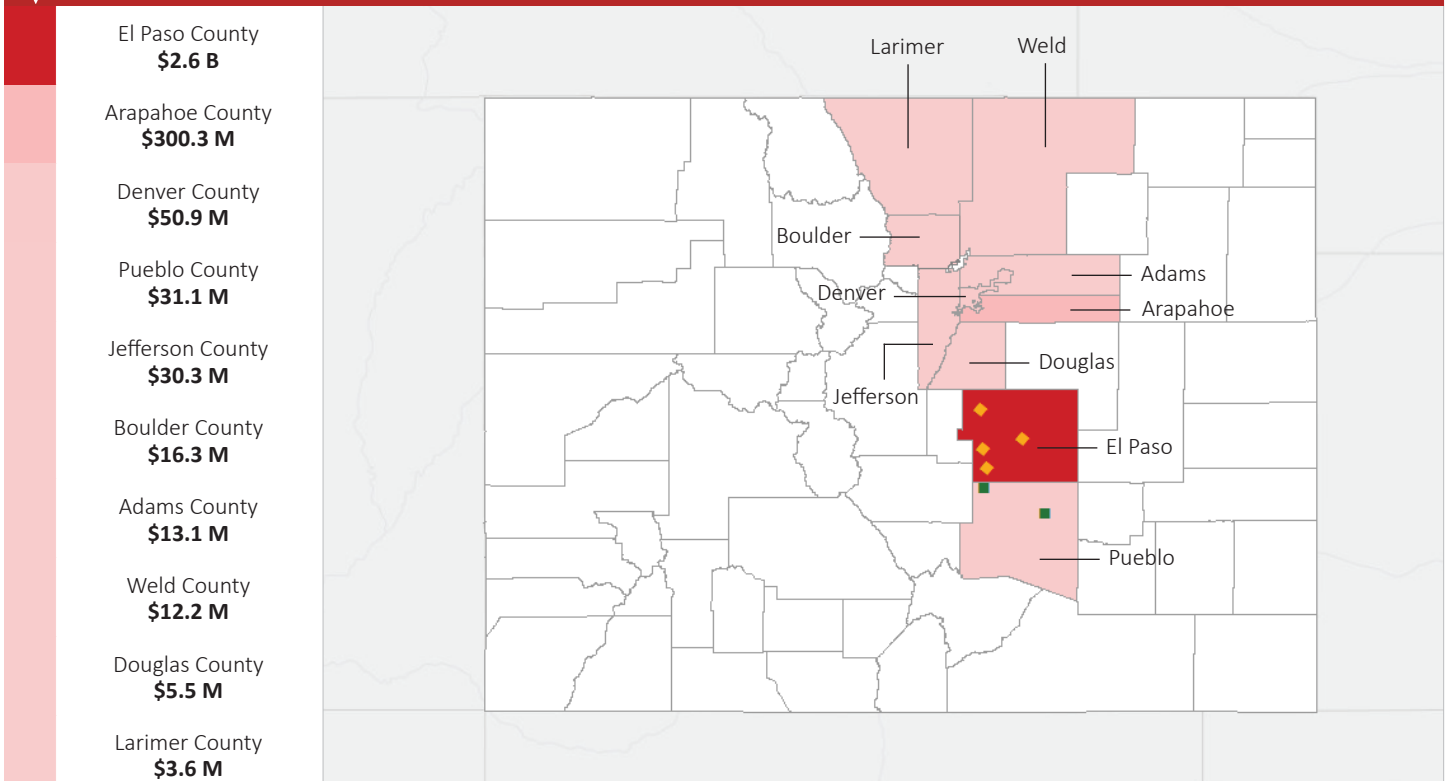 El Paso County
$2.6 B
Arapahoe County
$300.3 M
Denver County
$50.9 M
Pueblo County
$31.1 M
Jefferson County
$30.3 M
Boulder County
$16.3 M
Adams County
$13.1 M
Weld County
$12.2 M
Douglas County
$5.5 M
Larimer County
$3.6 M
Larimer
Weld
Boulder
Adams
Denver
Arapahoe
Douglas
Jefferson
El Paso
Pueblo